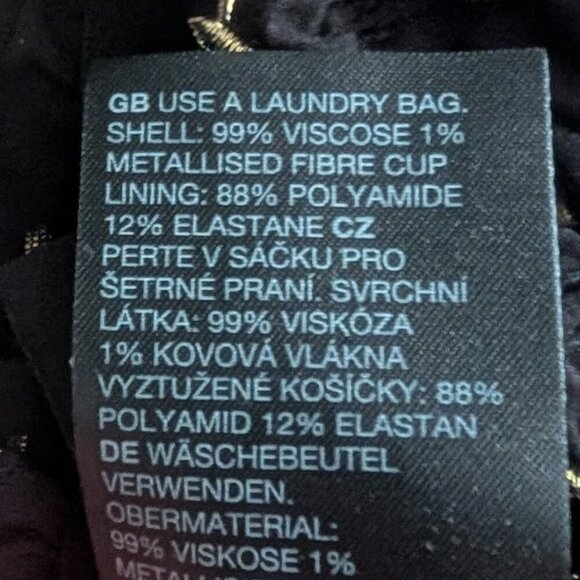 GB USE A LAUNDRY BAG.
SHELL: 99% VISCOSE 1%
METALLISED FIBRE CUP
LINING: 88% POLYAMIDE
12% ELASTANE CZ
PERTE V SÁČKU PRO
ŠETRNÉ PRANÍ. SVRCHNÍ
LÁTKA: 99% VISKÓZA
1% KOVOVÁ VLÁKNA
VYZTUŽENÉ KOŠÍČKY: 88%
POLYAMID 12% ELASTAN
DE WÄSCHEBEUTEL
VERWENDEN.
OBERMATERIAL:
99% VISKOSE 1%